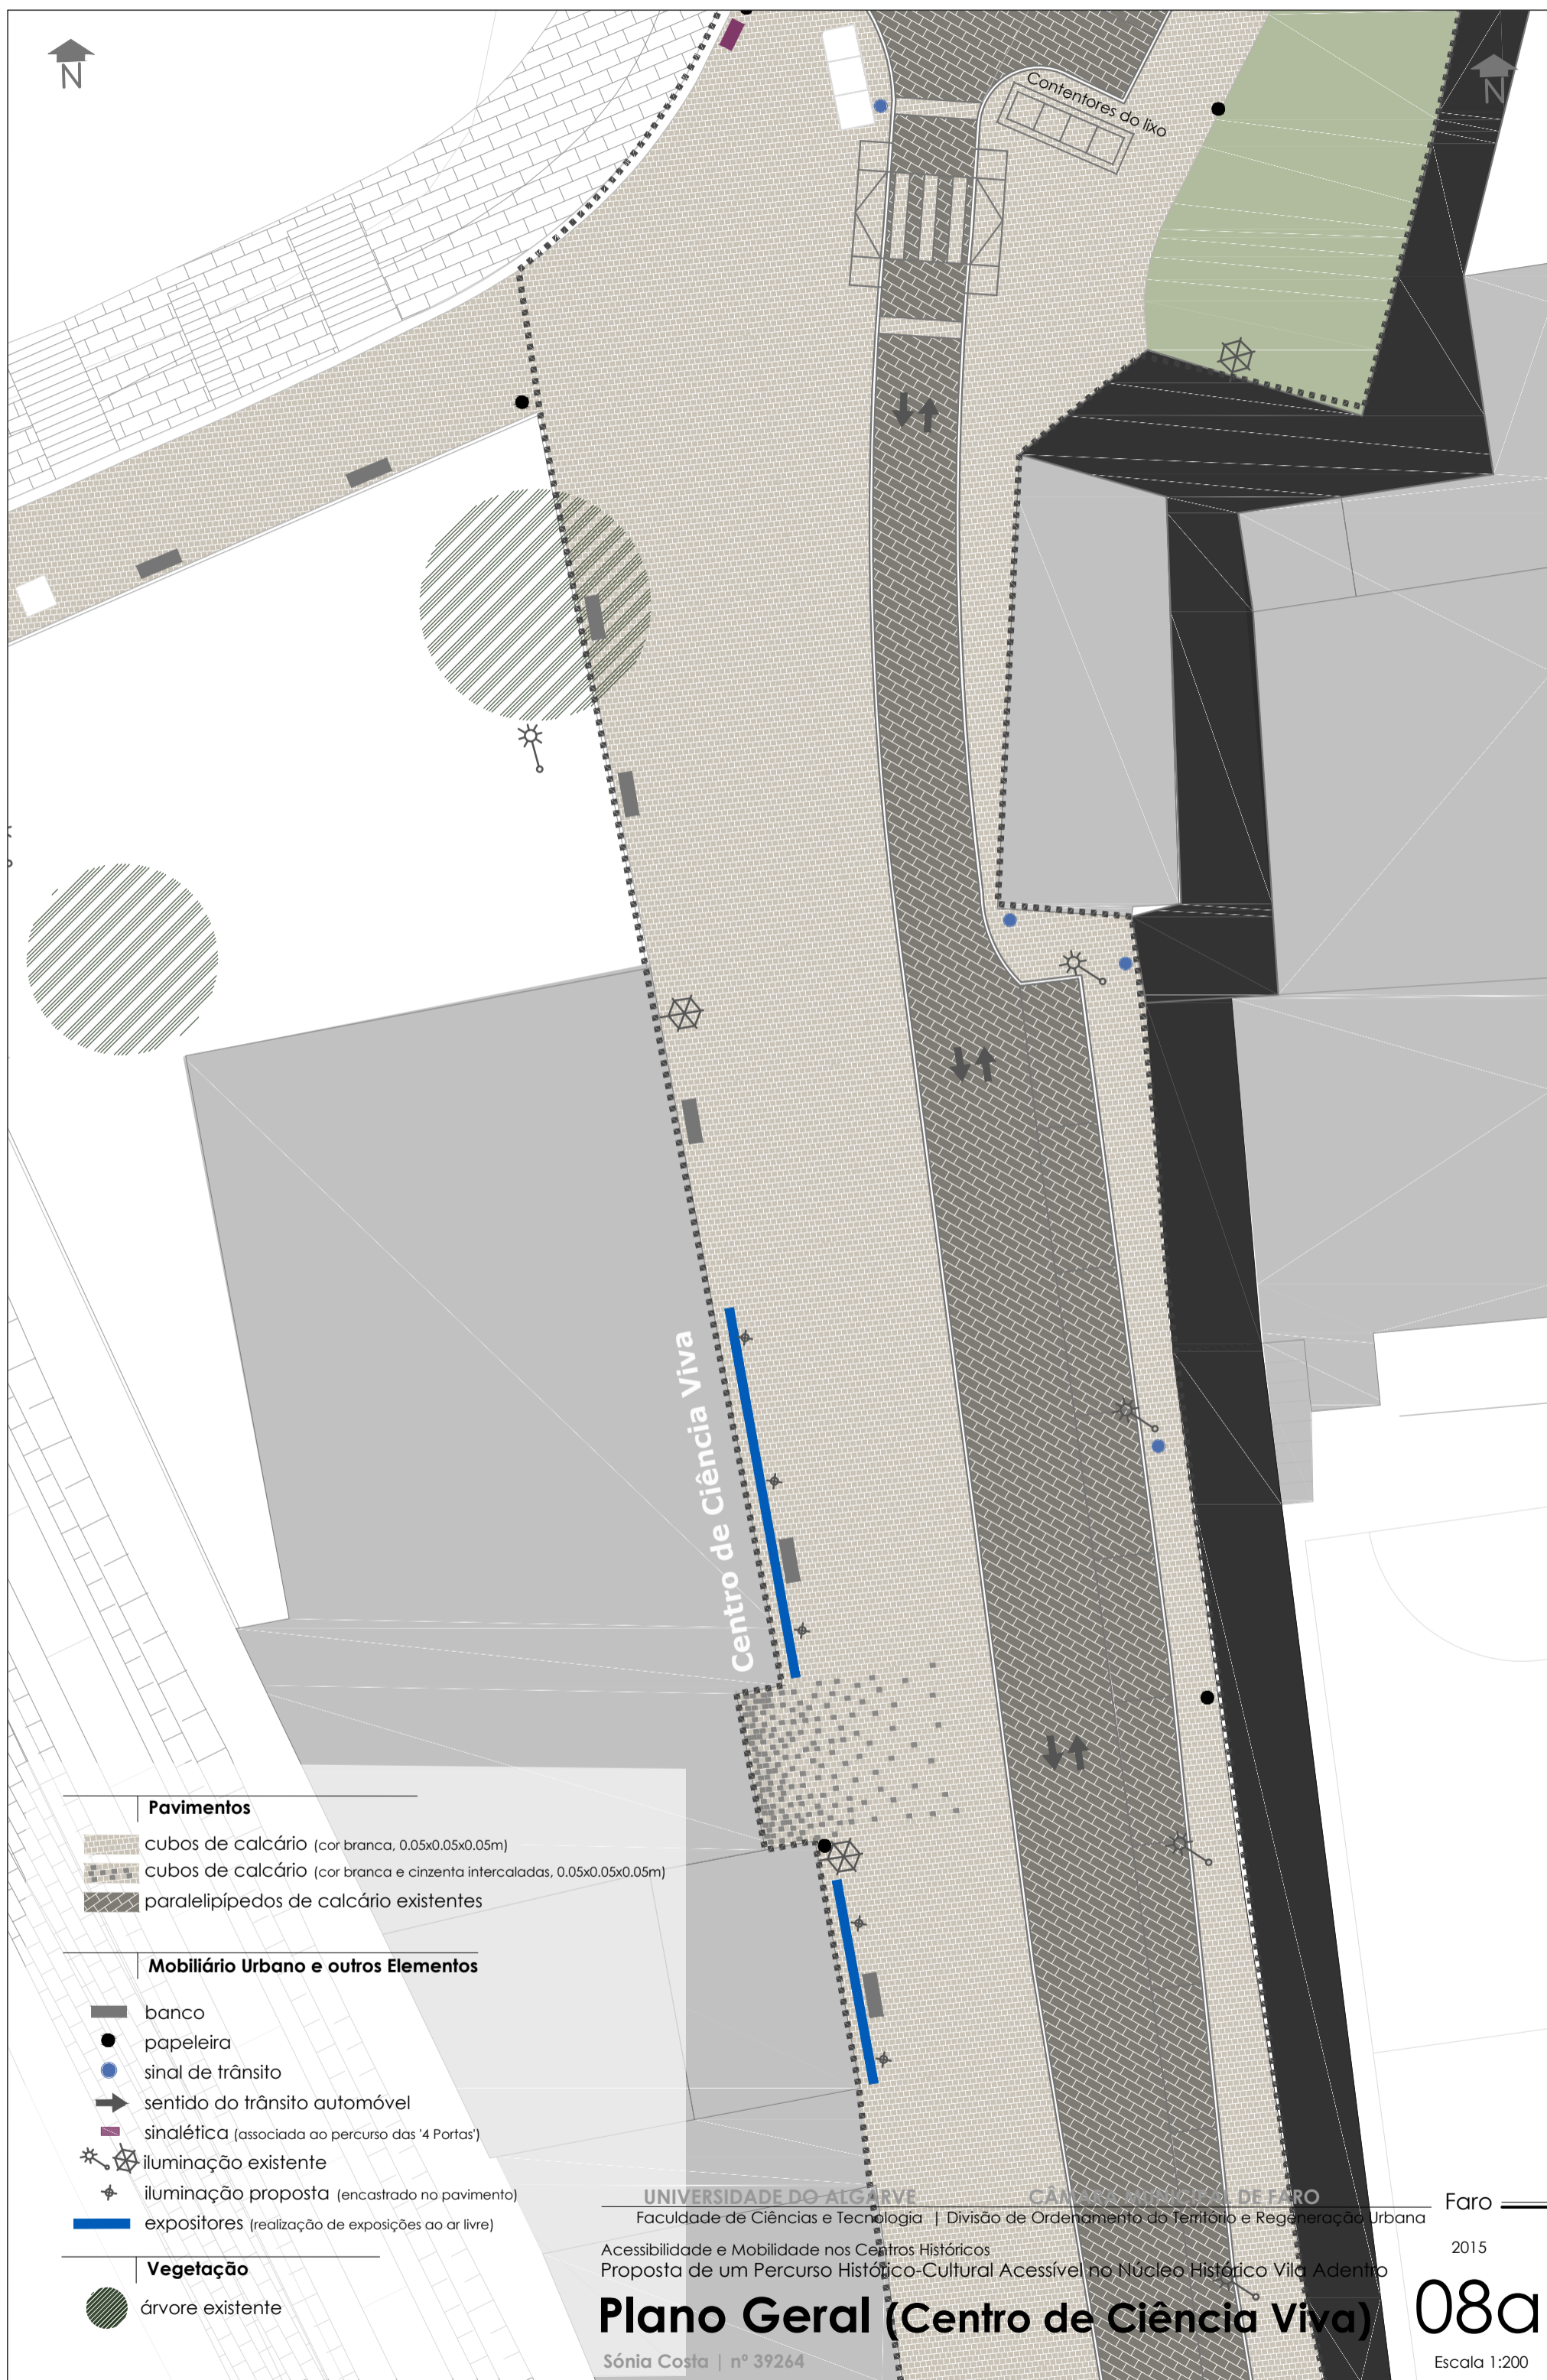 N
N
Contentores do lixo
Centro de Ciência Viva
Pavimentos
cubos de calcário (cor branca, 0.05x0.05x0.05m)
cubos de calcário (cor branca e cinzenta intercaladas, 0.05x0.05x0.05m)
paralelipípedos de calcário existentes
Mobiliário Urbano e outros Elementos
banco
papeleira
sinal de trânsito
sentido do trânsito automóvel
sinalética (associada ao percurso das '4 Portas')
iluminação existente
iluminação proposta (encastrado no pavimento)
expositores (realização de exposições ao ar livre)
Vegetação
árvore existente
UNIVERSIDADE DO ALGARVE CÂMARA MUNICIPAL DE FARO
Faculdade de Ciências e Tecnologia | Divisão de Ordenamento do Território e Regeneração Urbana
Acessibilidade e Mobilidade nos Centros Históricos
Proposta de um Percurso Histórico-Cultural Acessível no Núcleo Histórico Vila Adentro
Plano Geral (Centro de Ciência Viva)
Sónia Costa | nº 39264
Faro
2015
08a
Escala 1:200